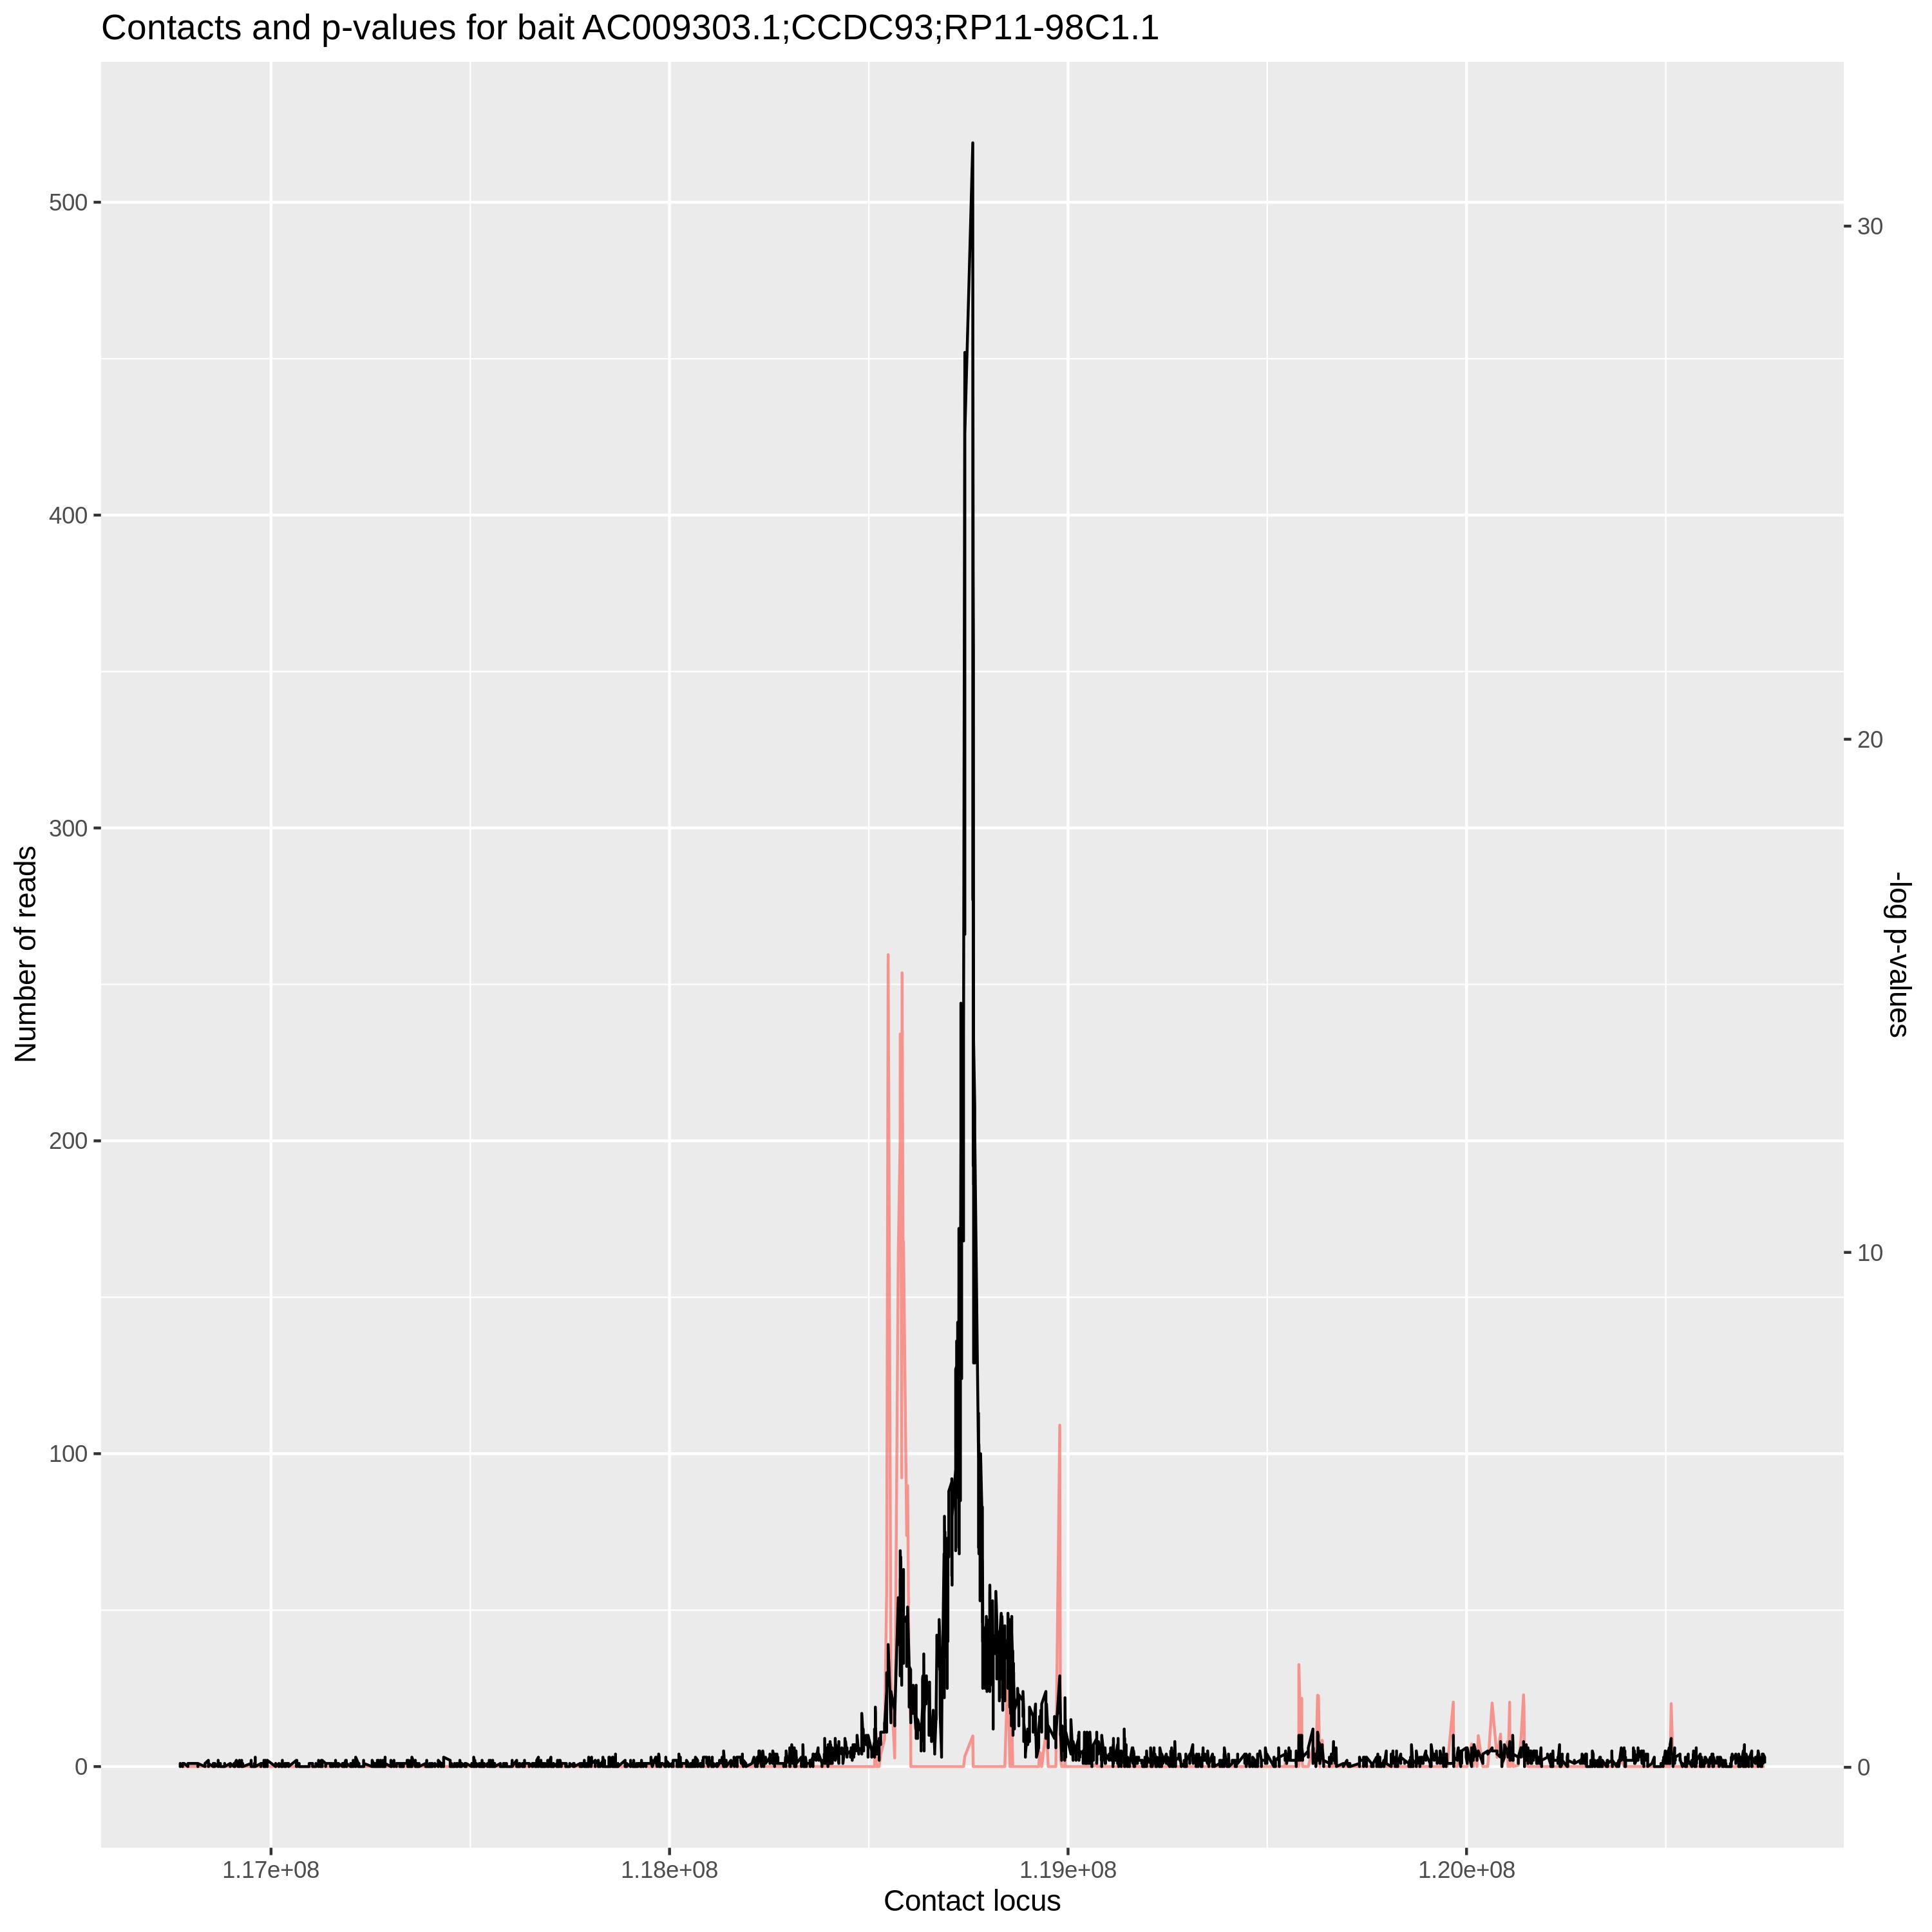 Contacts and p-values for bait AC009303.1;CCDC93;RP11-98C1.1
500
400
300
200
100
0
Number of reads
30
20
10
0
-log p-values
1.17e+08
1.18e+08
1.19e+08
1.20e+08
Contact locus